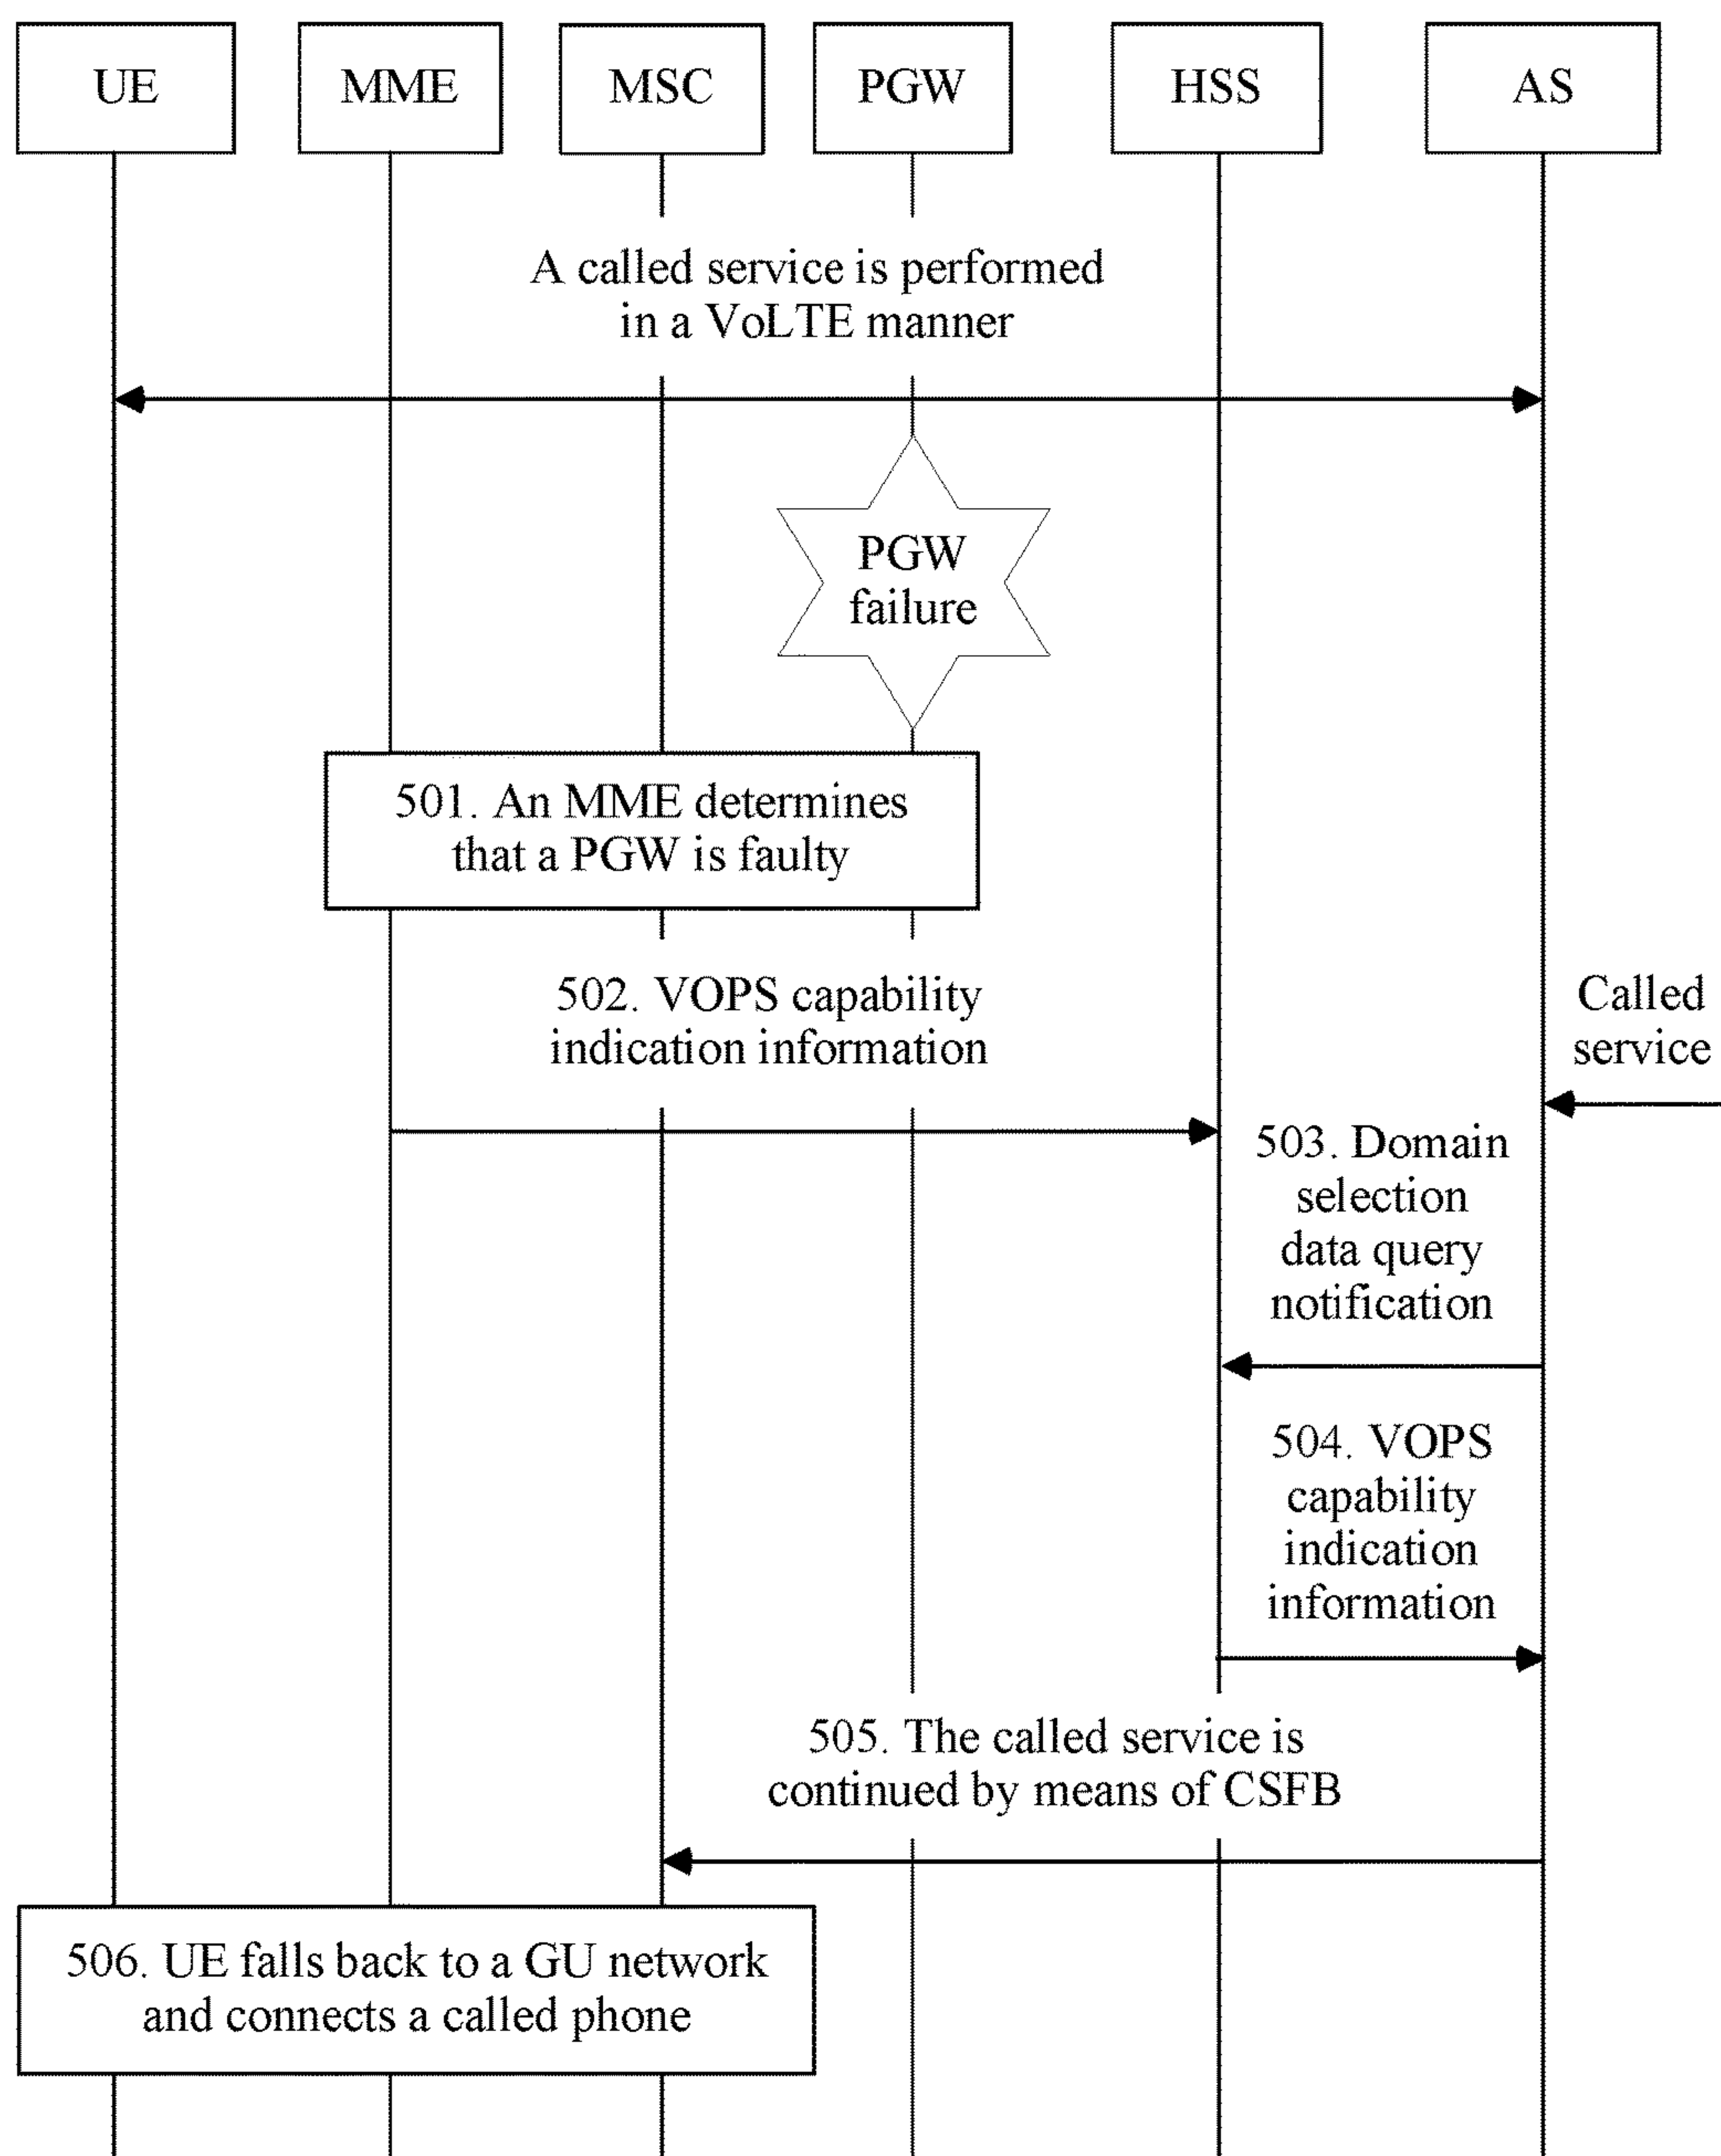 UE
MME
MSC
PGW
HSS
AS
A called service is performed
in a VoLTE manner
PGW
failure
501. An MME determines
that a PGW is faulty
502. VOPS capability
indication information
Called
service
503. Domain
selection
data query
notification
504. VOPS
capability
indication
information
505. The called service is
continued by means of CSFB
506. UE falls back to a GU network
and connects a called phone